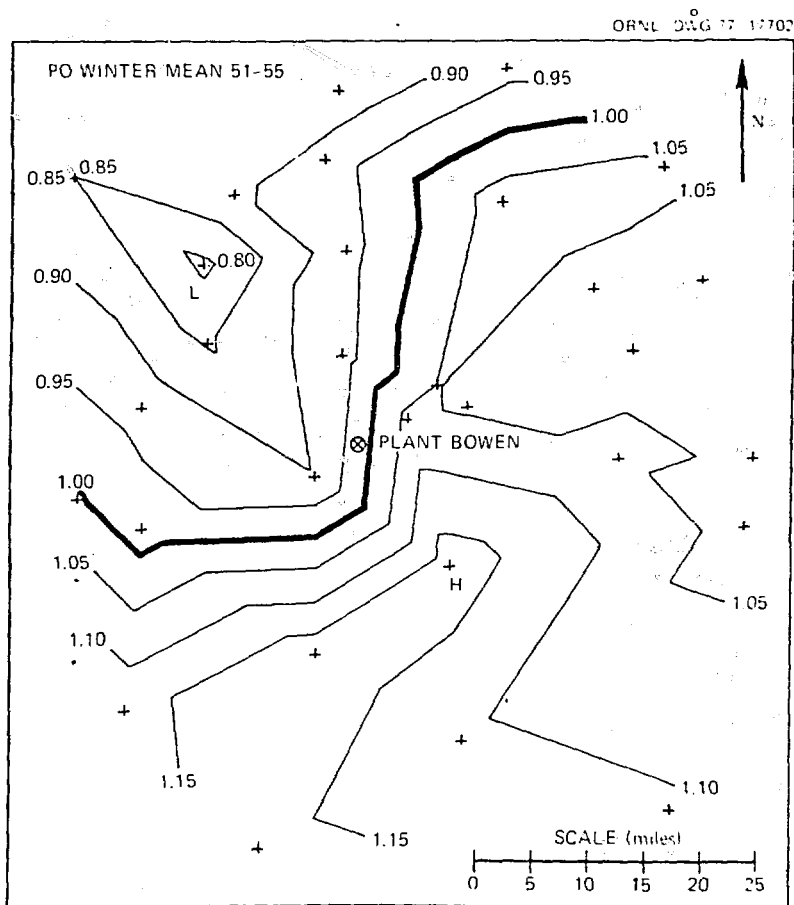 ORNL DWG 77 17702
PO WINTER MEAN 51-55
0.90
0.95
1.00
N
1.05
1.05
0.85 0.85
0.80
L
0.90
0.95
PLANT BOWEN
1.00
1.05
H
1.05
1.10
1.15
1.10
1.15
SCALE (miles)
0 5 10 15 20 25